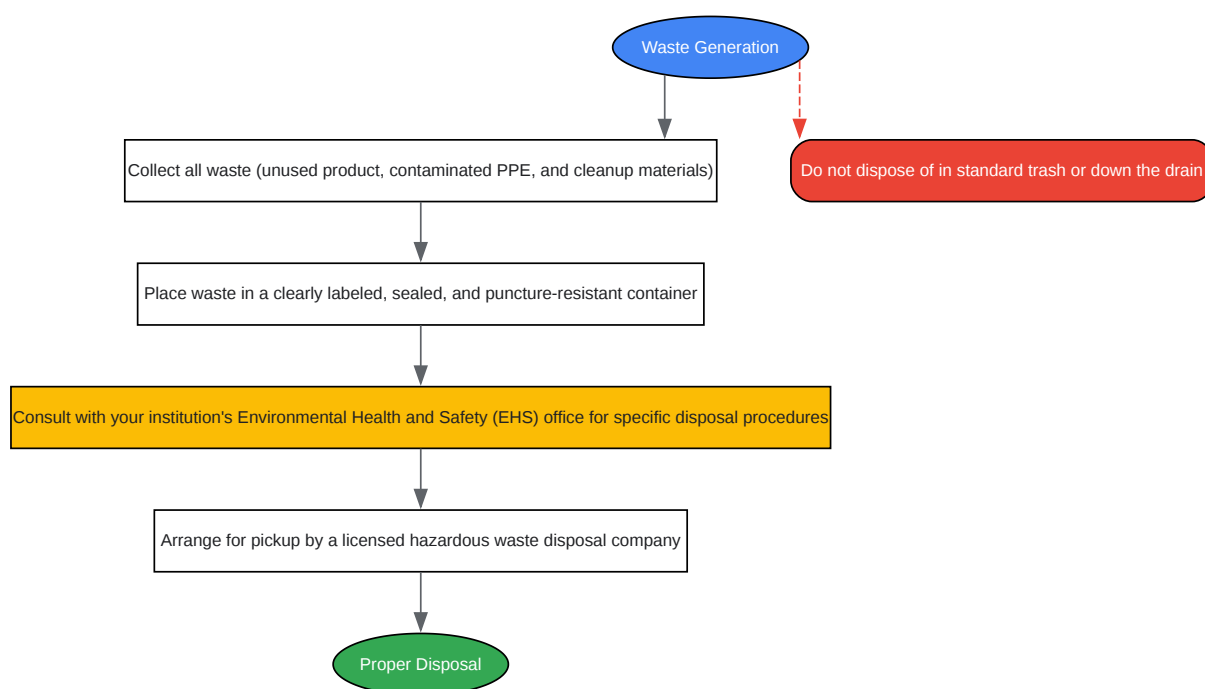 Waste Generation
Collect all waste (unused product, contaminated PPE, and cleanup materials)
Do not dispose of in standard trash or down the drain
Place waste in a clearly labeled, sealed, and puncture-resistant container
Consult with your institution's Environmental Health and Safety (EHS) office for specific disposal procedures
Arrange for pickup by a licensed hazardous waste disposal company
Proper Disposal